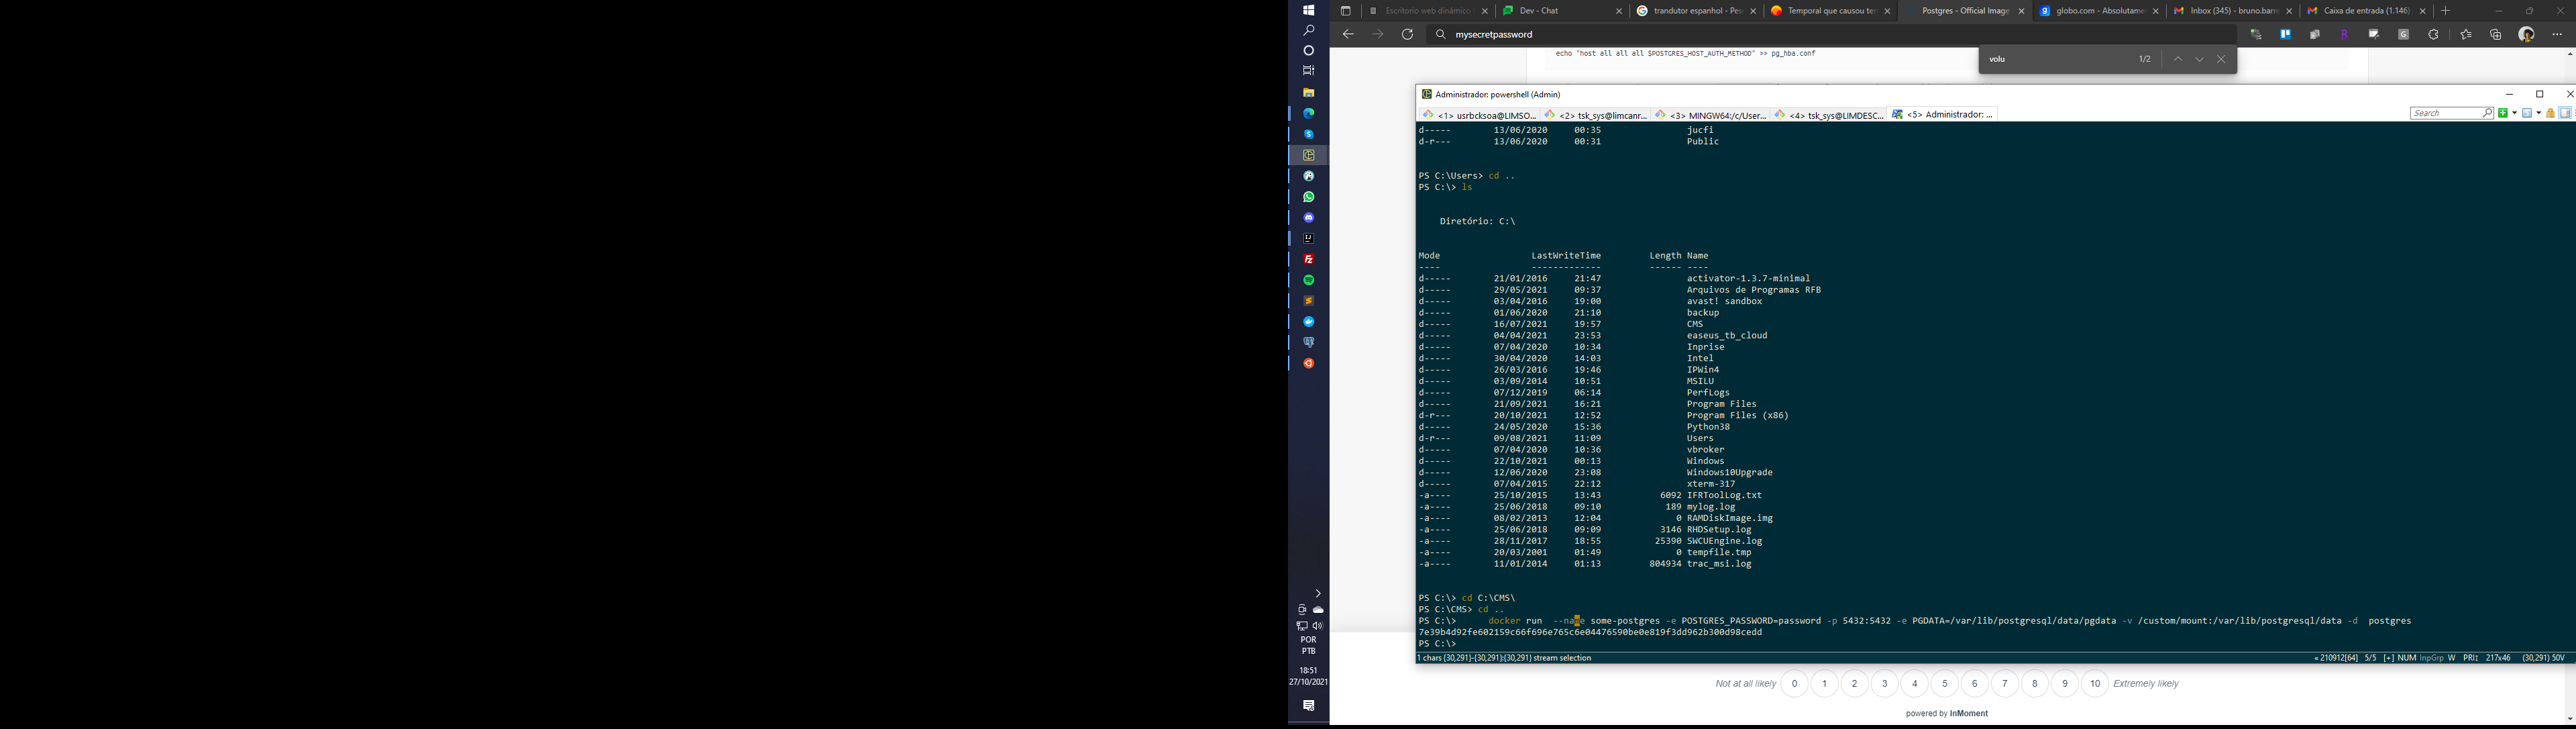 Escritorio web dinámico
Dev - Chat
trandutor espanhol - Pes
Temporal que causou ter
Postgres - Official Image
globo.com - Absolutame
Inbox (345) - bruno.barr
Caixa de entrada (1.146)
mysecretpassword
echo "host all all all $POSTGRES_HOST_AUTH_METHOD" >> pg_hba.conf
volu 1/2
Administrador: powershell (Admin)
<1> usrbcksoa@LIMSO... <2> tsk_sys@limcanr... <3> MINGW64:/c/User... <4> tsk_sys@LIMDESC... <5> Administrador: ... Search
d----- 13/06/2020 00:35 jucfi
d-r--- 13/06/2020 00:31 Public
PS C:\Users> cd ..
PS C:\> ls
Diretório: C:\
Mode LastWriteTime Length Name
---- ------------- ------ ----
d----- 21/01/2016 21:47 activator-1.3.7-minimal
d----- 29/05/2021 09:37 Arquivos de Programas RFB
d----- 03/04/2016 19:00 avast! sandbox
d----- 01/06/2020 21:10 backup
d----- 16/07/2021 19:57 CMS
d----- 04/04/2021 23:53 easeus_tb_cloud
d----- 07/04/2020 10:34 Inprise
d----- 30/04/2020 14:03 Intel
d----- 26/03/2016 19:46 IPWin4
d----- 03/09/2014 10:51 MSILU
d----- 07/12/2019 06:14 PerfLogs
d----- 21/09/2021 16:21 Program Files
d-r--- 20/10/2021 12:52 Program Files (x86)
d----- 24/05/2020 15:36 Python38
d-r--- 09/08/2021 11:09 Users
d----- 07/04/2020 10:36 vbroker
d----- 22/10/2021 00:13 Windows
d----- 12/06/2020 23:08 Windows10Upgrade
d----- 07/04/2015 22:12 xterm-317
-a---- 25/10/2015 13:43 6092 IFRToolLog.txt
-a---- 25/06/2018 09:10 189 mylog.log
-a---- 08/02/2013 12:04 0 RAMDiskImage.img
-a---- 25/06/2018 09:09 3146 RHDSetup.log
-a---- 28/11/2017 18:55 25390 SWCUEngine.log
-a---- 20/03/2001 01:49 0 tempfile.tmp
-a---- 11/01/2014 01:13 804934 trac_msi.log
PS C:\> cd C:\CMS\
PS C:\CMS> cd ..
PS C:\> docker run --name some-postgres -e POSTGRES_PASSWORD=password -p 5432:5432 -e PGDATA=/var/lib/postgresql/data/pgdata -v /custom/mount:/var/lib/postgresql/data -d postgres
7e39b4d92fe602159c66f696e765c6e04476590be0e819f3dd962b300d98cedd
PS C:\>
1 chars {30,291}-{30,291}:{30,291} stream selection « 210912[64] 5/5 [+] NUM InpGrp W PRI↕ 217x46 (30,291) 50V
Not at all likely 0 1 2 3 4 5 6 7 8 9 10 Extremely likely
powered by InMoment
POR
PTB
18:51
27/10/2021